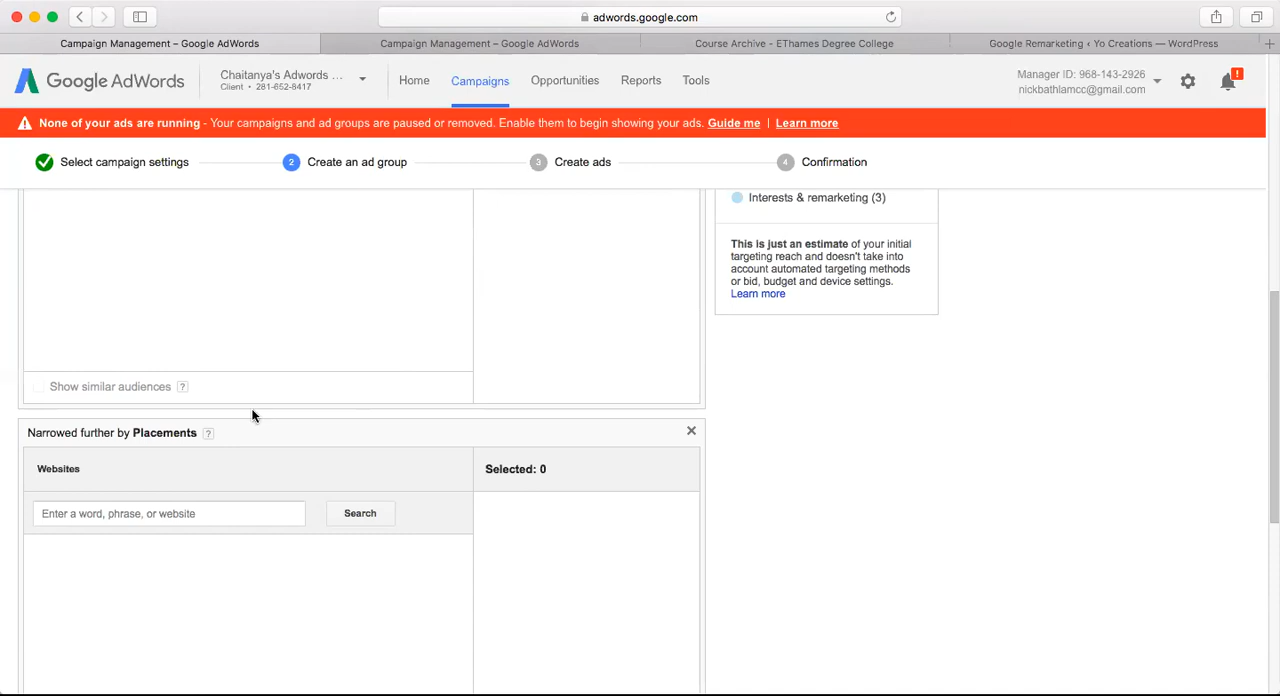 adwords.google.com
Campaign Management – Google AdWords
Campaign Management – Google AdWords
Course Archive - EThames Degree College
Google Remarketing ‹ Yo Creations — WordPress
Google AdWords
Chaitanya's Adwords ...
Client • 281-652-8417
Home
Campaigns
Opportunities
Reports
Tools
Manager ID: 968-143-2926
nickbathlamcc@gmail.com
!
None of your ads are running - Your campaigns and ad groups are paused or removed. Enable them to begin showing your ads. Guide me | Learn more
Select campaign settings
2 Create an ad group
3 Create ads
4 Confirmation
Interests & remarketing (3)
This is just an estimate of your initial
targeting reach and doesn't take into
account automated targeting methods
or bid, budget and device settings.
Learn more
Show similar audiences ?
Narrowed further by Placements ?
Websites
Selected: 0
Enter a word, phrase, or website
Search